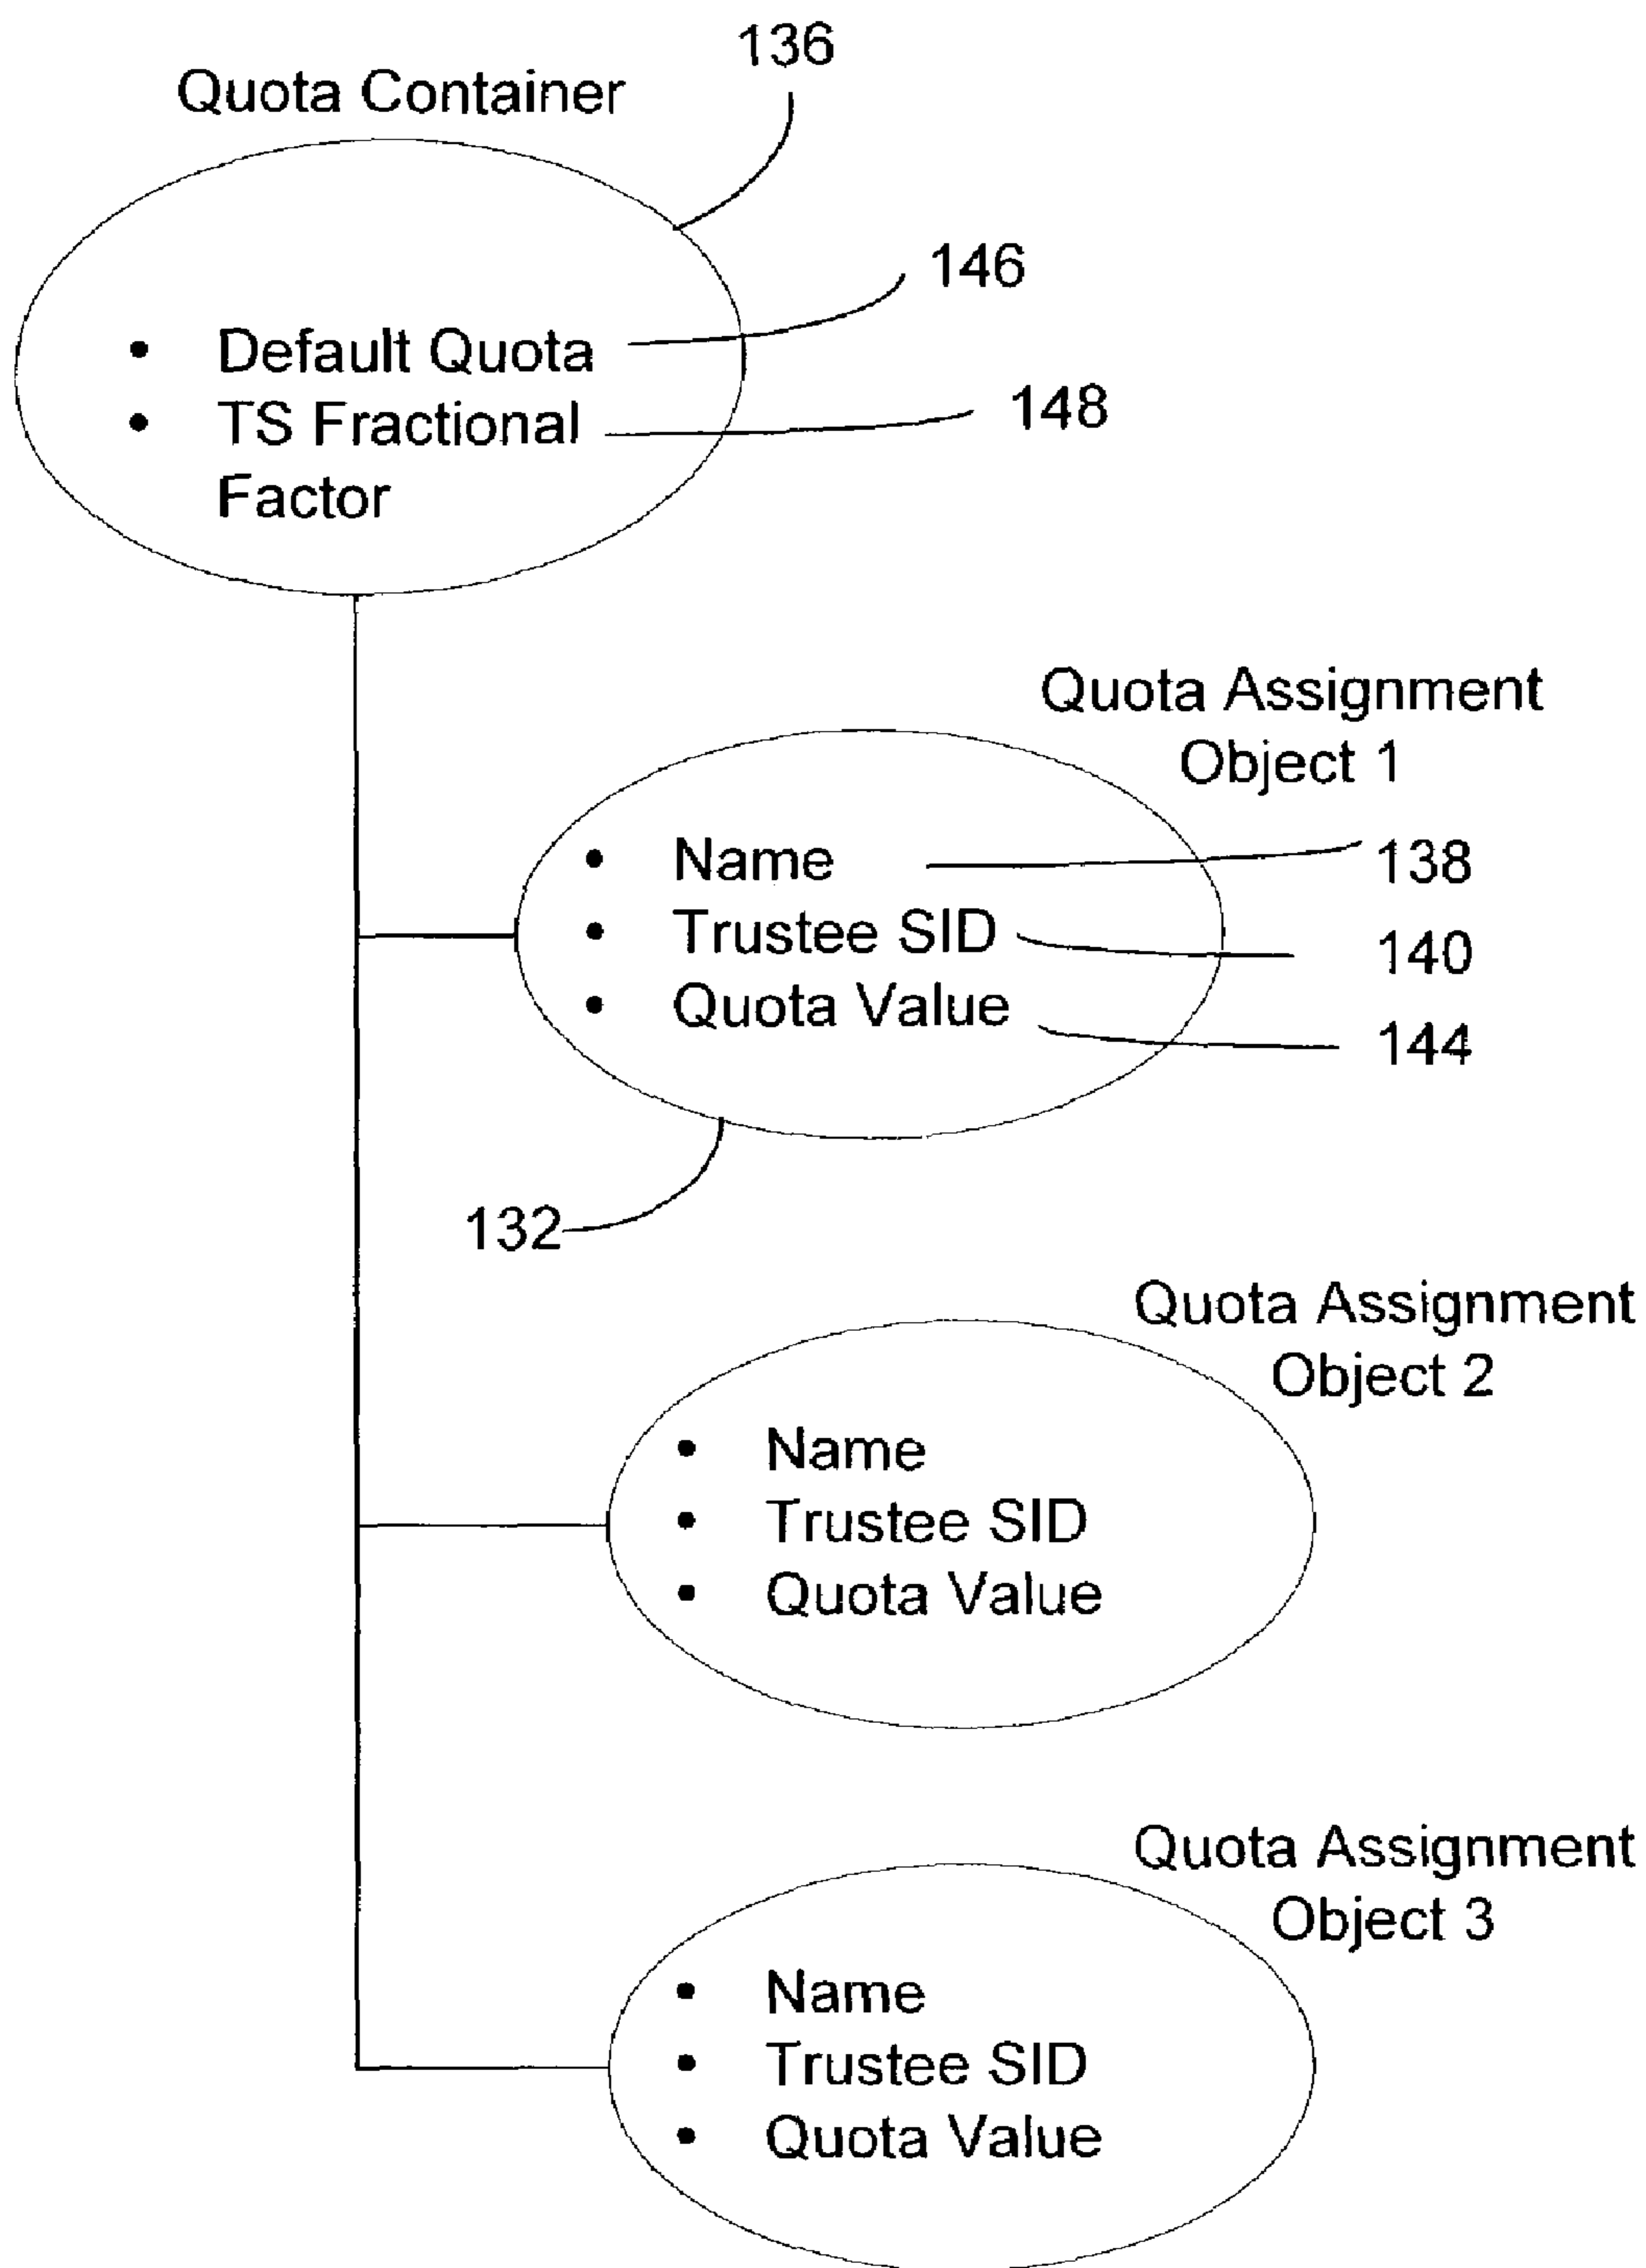 136
Quota Container
146
• Default Quota
148
• TS Fractional
Factor
Quota Assignment
Object 1
• Name
138
• Trustee SID
140
• Quota Value
144
132
Quota Assignment
Object 2
• Name
• Trustee SID
• Quota Value
Quota Assignment
Object 3
• Name
• Trustee SID
• Quota Value